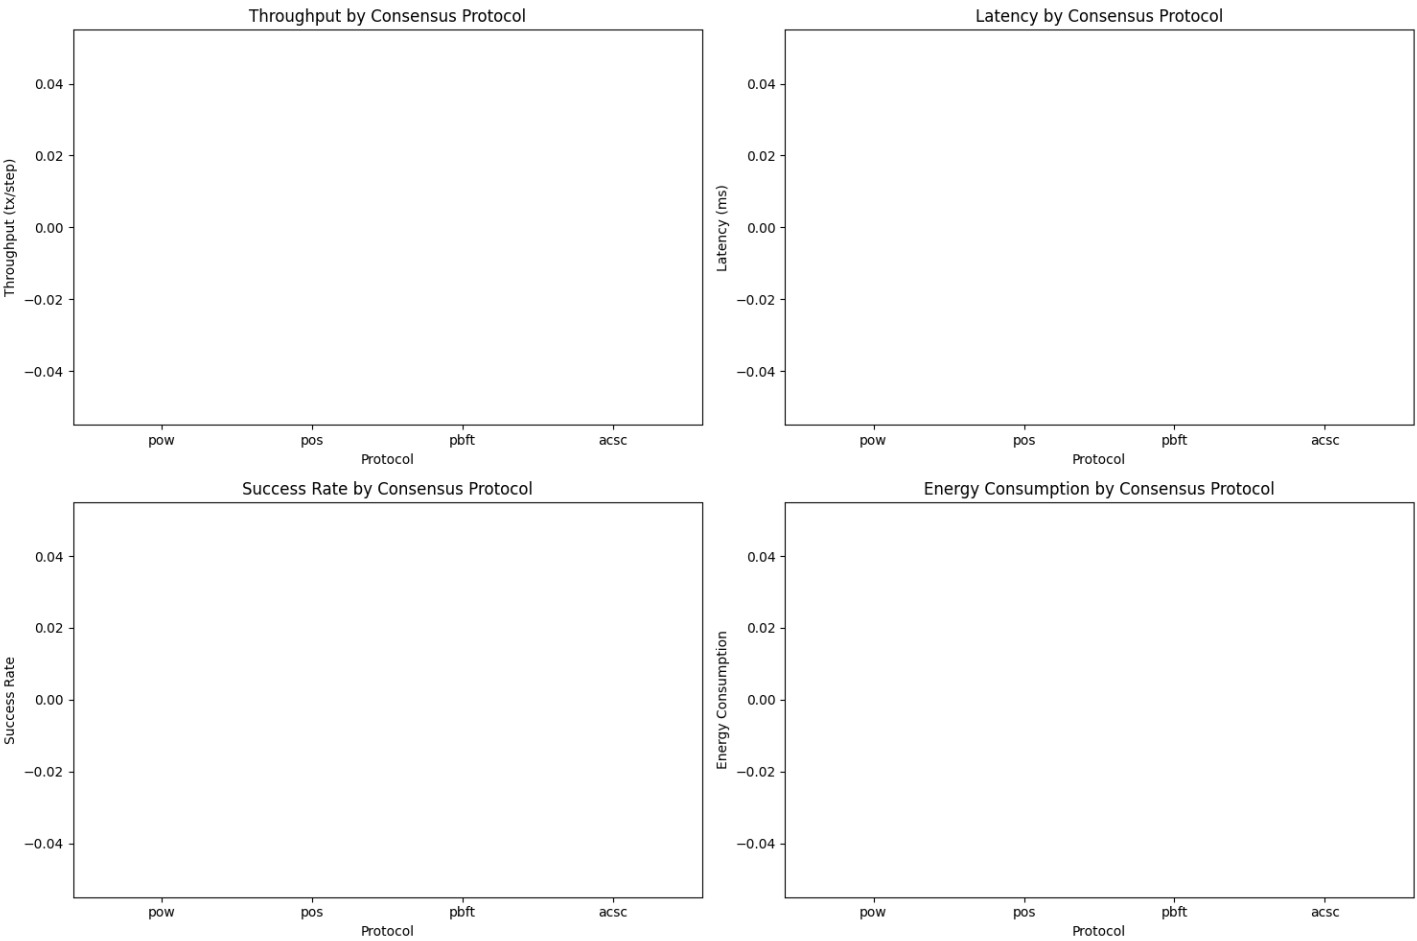 Throughput by Consensus Protocol
Throughput (tx/step)
0.04
0.02
0.00
−0.02
−0.04
pow pos pbft acsc
Protocol
Latency by Consensus Protocol
Latency (ms)
0.04
0.02
0.00
−0.02
−0.04
pow pos pbft acsc
Protocol
Success Rate by Consensus Protocol
Success Rate
0.04
0.02
0.00
−0.02
−0.04
pow pos pbft acsc
Protocol
Energy Consumption by Consensus Protocol
Energy Consumption
0.04
0.02
0.00
−0.02
−0.04
pow pos pbft acsc
Protocol